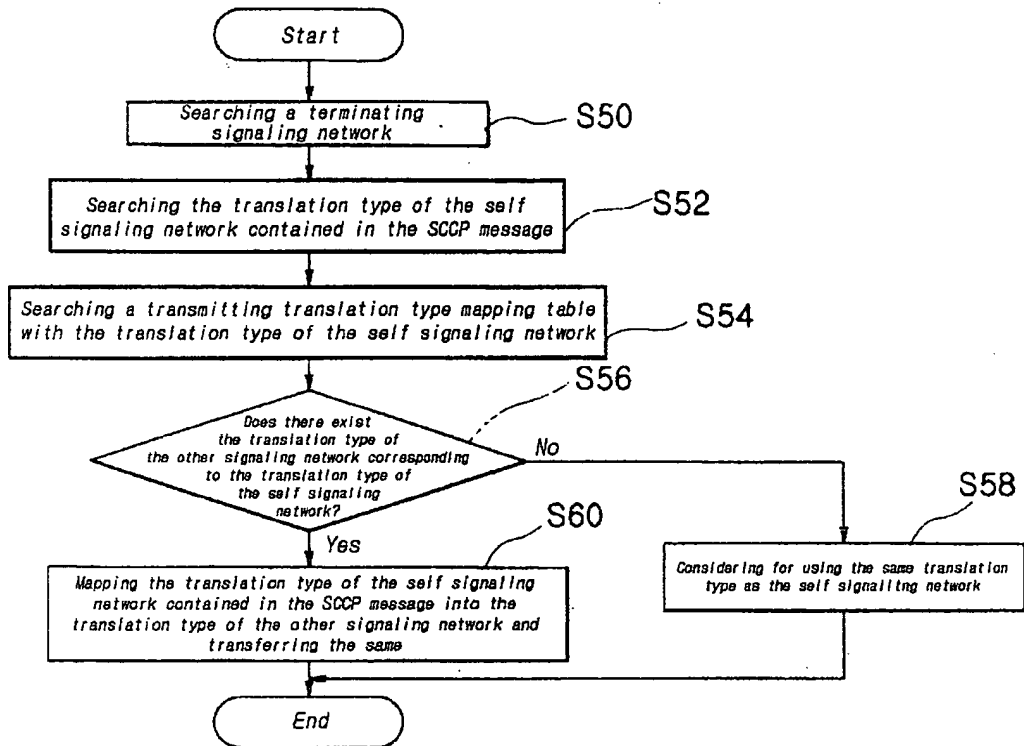 Start
Searching a terminating
signaling network
S50
Searching the translation type of the self
signaling network contained in the SCCP message
S52
Searching a transmitting translation type mapping table
with the translation type of the self signaling network
S54
S56
Does there exist
the translation type of
the other signaling network corresponding
to the translation type of
the self signaling
network?
No
Yes
S58
Considering for using the same translation
type as the self signailtng network
S60
Mapping the translation type of the self signaling
network contained in the SCCP message into the
translation type of the other signaling network and
transferring the same
End